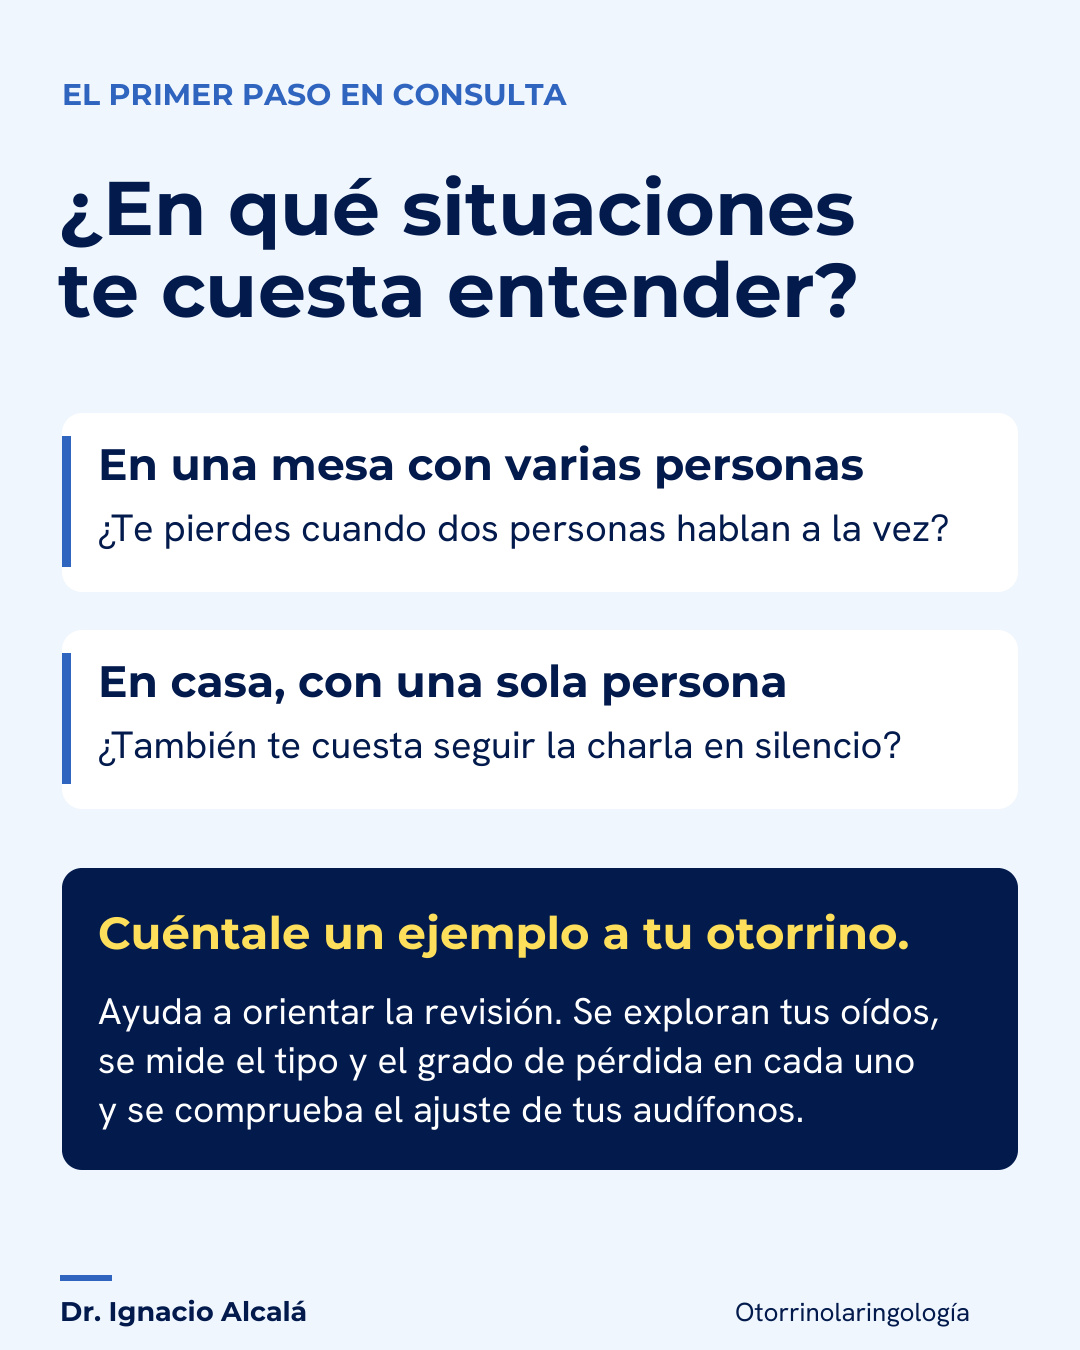 EL PRIMER PASO EN CONSULTA
¿En qué situaciones
te cuesta entender?
En una mesa con varias personas
¿Te pierdes cuando dos personas hablan a la vez?
En casa, con una sola persona
¿También te cuesta seguir la charla en silencio?
Cuéntale un ejemplo a tu otorrino.
Ayuda a orientar la revisión. Se exploran tus oídos,
se mide el tipo y el grado de pérdida en cada uno
y se comprueba el ajuste de tus audífonos.
Dr. Ignacio Alcalá
Otorrinolaringología